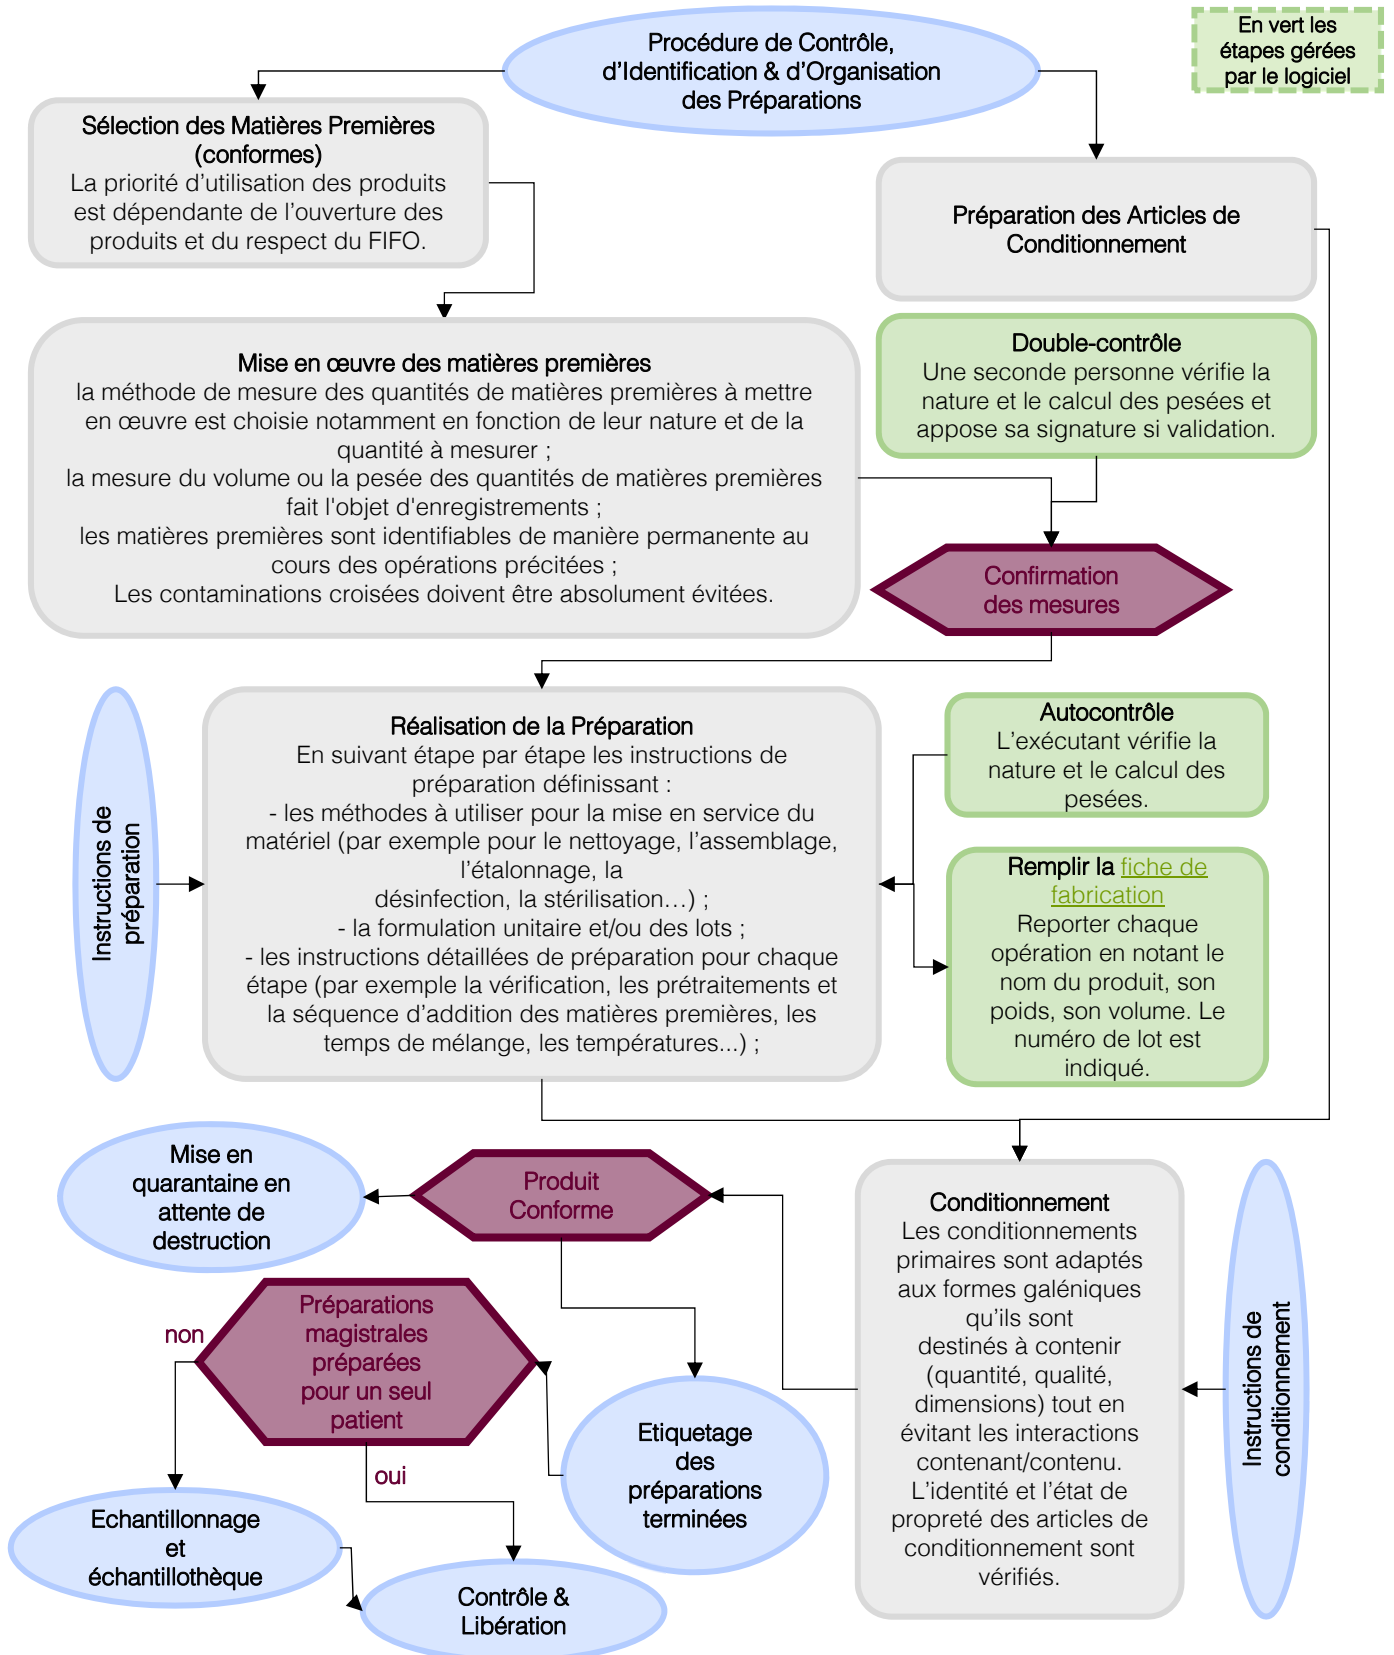 Procédure de Contrôle,
d'Identification & d'Organisation
des Préparations
En vert les
étapes gérées
par le logiciel
Sélection des Matières Premières
(conformes)
La priorité d'utilisation des produits
est dépendante de l'ouverture des
produits et du respect du FIFO.
Préparation des Articles de
Conditionnement
Mise en œuvre des matières premières
la méthode de mesure des quantités de matières premières à mettre
en œuvre est choisie notamment en fonction de leur nature et de la
quantité à mesurer ;
la mesure du volume ou la pesée des quantités de matières premières
fait l'objet d'enregistrements ;
les matières premières sont identifiables de manière permanente au
cours des opérations précitées ;
Les contaminations croisées doivent être absolument évitées.
Double-contrôle
Une seconde personne vérifie la
nature et le calcul des pesées et
appose sa signature si validation.
Confirmation
des mesures
Instructions de
préparation
Réalisation de la Préparation
En suivant étape par étape les instructions de
préparation définissant :
- les méthodes à utiliser pour la mise en service du
matériel (par exemple pour le nettoyage, l'assemblage,
l'étalonnage, la
désinfection, la stérilisation…) ;
- la formulation unitaire et/ou des lots ;
- les instructions détaillées de préparation pour chaque
étape (par exemple la vérification, les prétraitements et
la séquence d'addition des matières premières, les
temps de mélange, les températures...) ;
Autocontrôle
L'exécutant vérifie la
nature et le calcul des
pesées.
Remplir la fiche de
fabrication
Reporter chaque
opération en notant le
nom du produit, son
poids, son volume. Le
numéro de lot est
indiqué.
Mise en
quarantaine en
attente de
destruction
Produit
Conforme
Conditionnement
Les conditionnements
primaires sont adaptés
aux formes galéniques
qu'ils sont
destinés à contenir
(quantité, qualité,
dimensions) tout en
évitant les interactions
contenant/contenu.
L'identité et l'état de
propreté des articles de
conditionnement sont
vérifiés.
Instructions de
conditionnement
Préparations
magistrales
préparées
pour un seul
patient
non
oui
Etiquetage
des
préparations
terminées
Echantillonnage
et
échantillothèque
Contrôle &
Libération